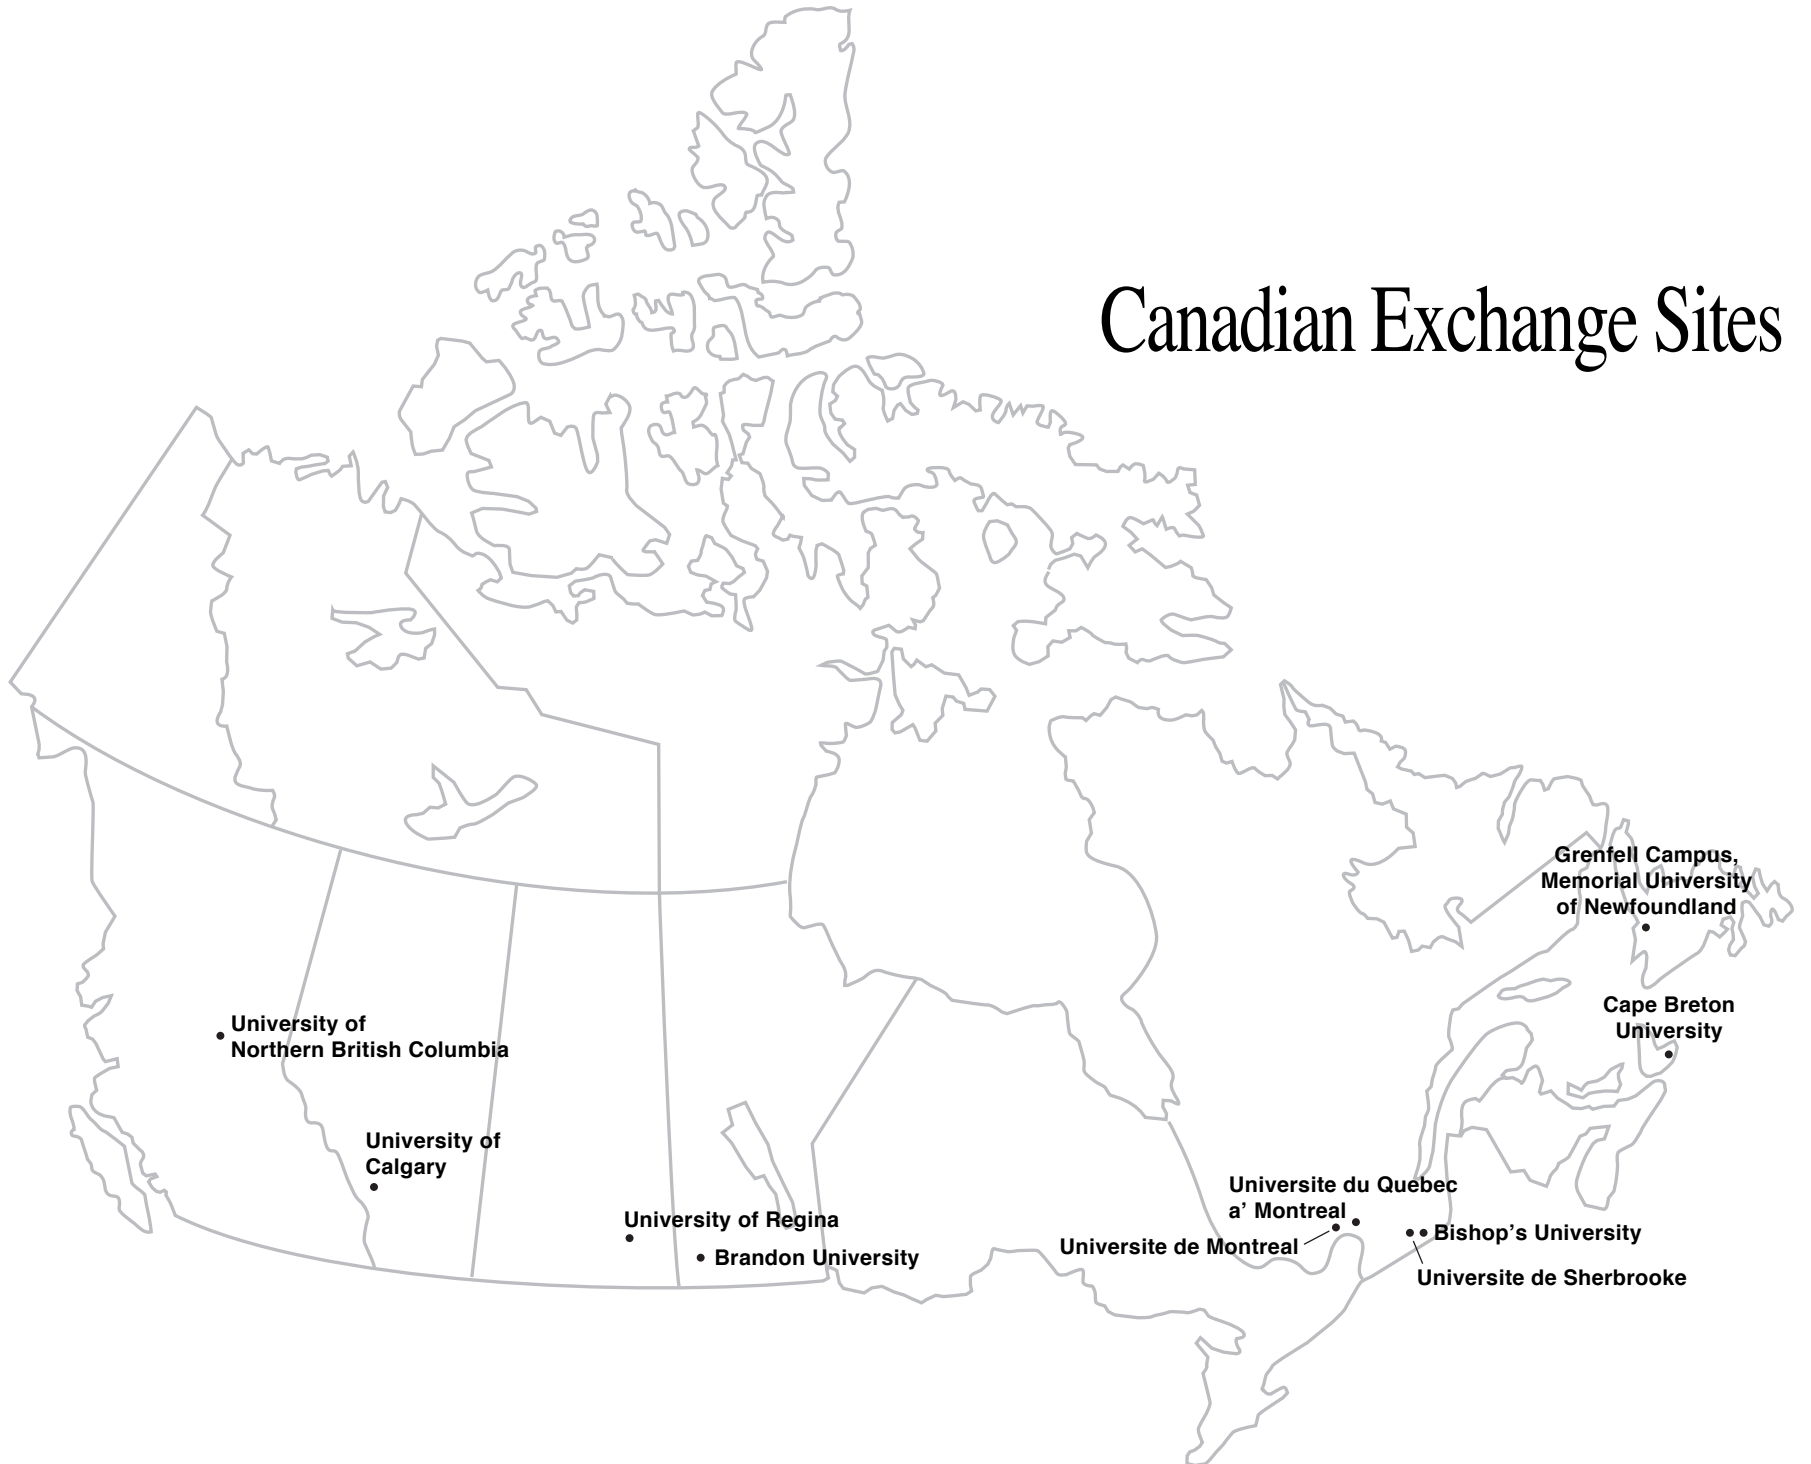 Canadian Exchange Sites
Grenfell Campus,
Memorial University
of Newfoundland
Cape Breton
University
University of
Northern British Columbia
University of
Calgary
Universite du Quebec
a’ Montreal
University of Regina
Bishop’s University
Universite de Montreal
Brandon University
Universite de Sherbrooke